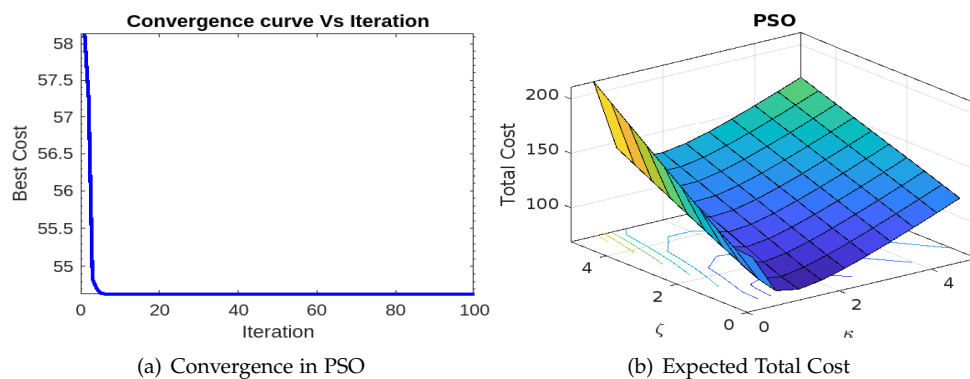 Convergence curve Vs Iteration
58
57.5
57
56.5
56
55.5
55
0
20
40
60
80
100
Best Cost
Iteration
(a) Convergence in PSO
PSO
200
150
100
Total Cost
4
2
0
ζ
0
2
4
κ
(b) Expected Total Cost